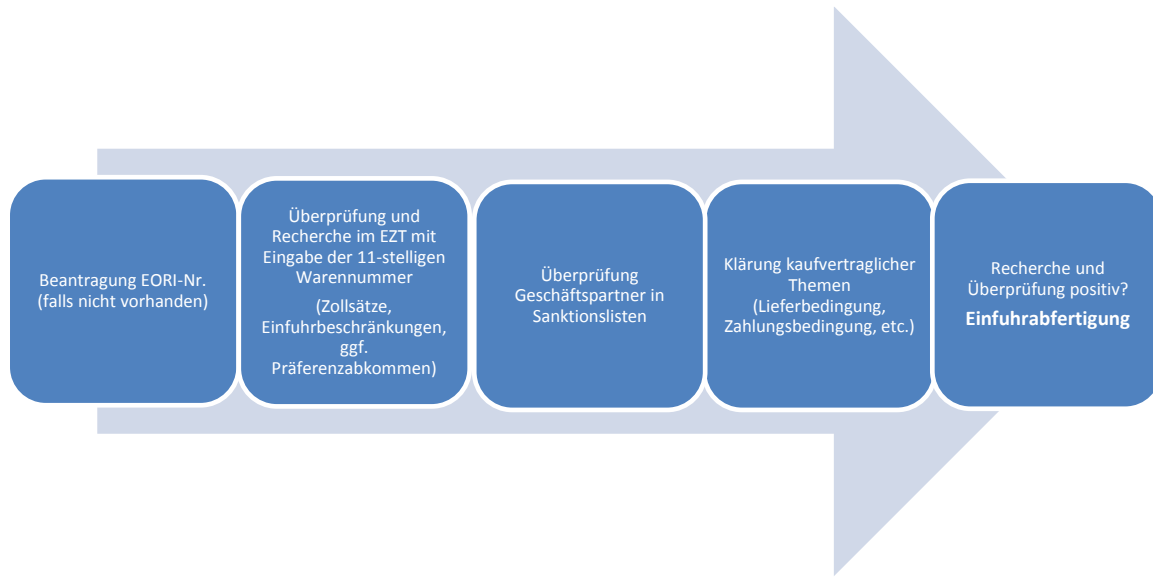 Beantragung EORI-Nr.
(falls nicht vorhanden)
Überprüfung und
Recherche im EZT mit
Eingabe der 11-stelligen
Warennummer
(Zollsätze,
Einfuhrbeschränkungen,
ggf.
Präferenzabkommen)
Überprüfung
Geschäftspartner in
Sanktionslisten
Klärung kaufvertraglicher
Themen
(Lieferbedingung,
Zahlungsbedingung, etc.)
Recherche und
Überprüfung positiv?
Einfuhrabfertigung